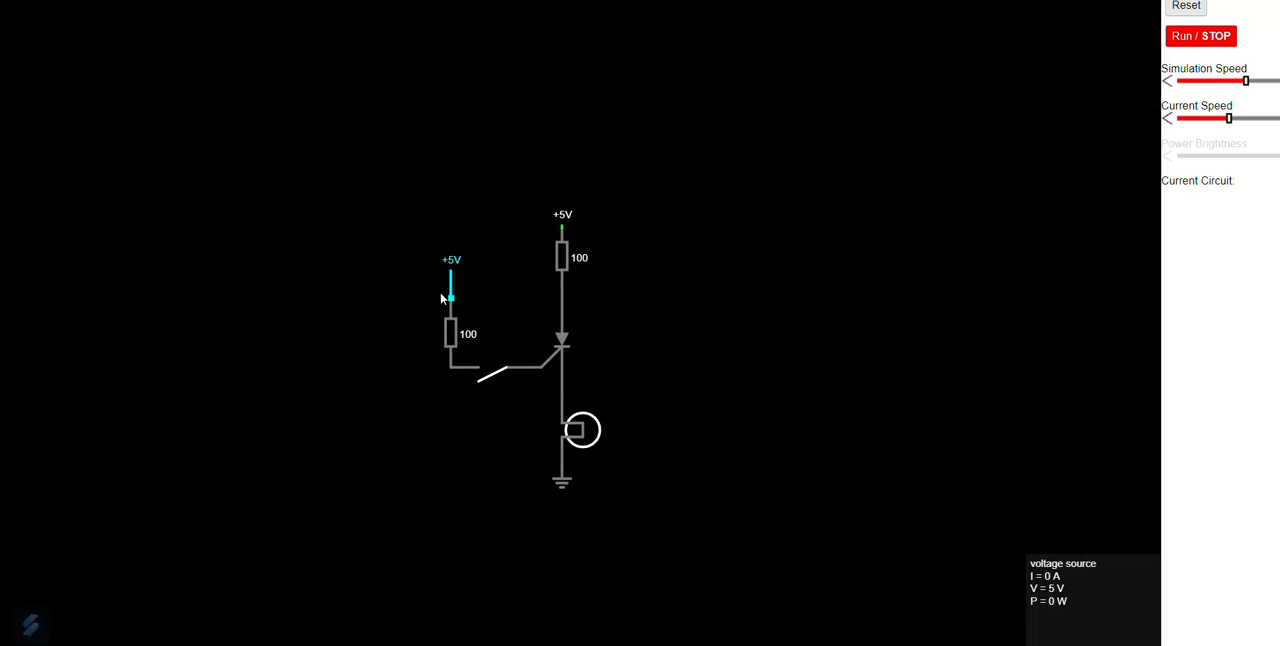 Reset
Run / STOP
Simulation Speed
Current Speed
Power Brightness
Current Circuit:
+5V
100
+5V
100
voltage source
I = 0 A
V = 5 V
P = 0 W